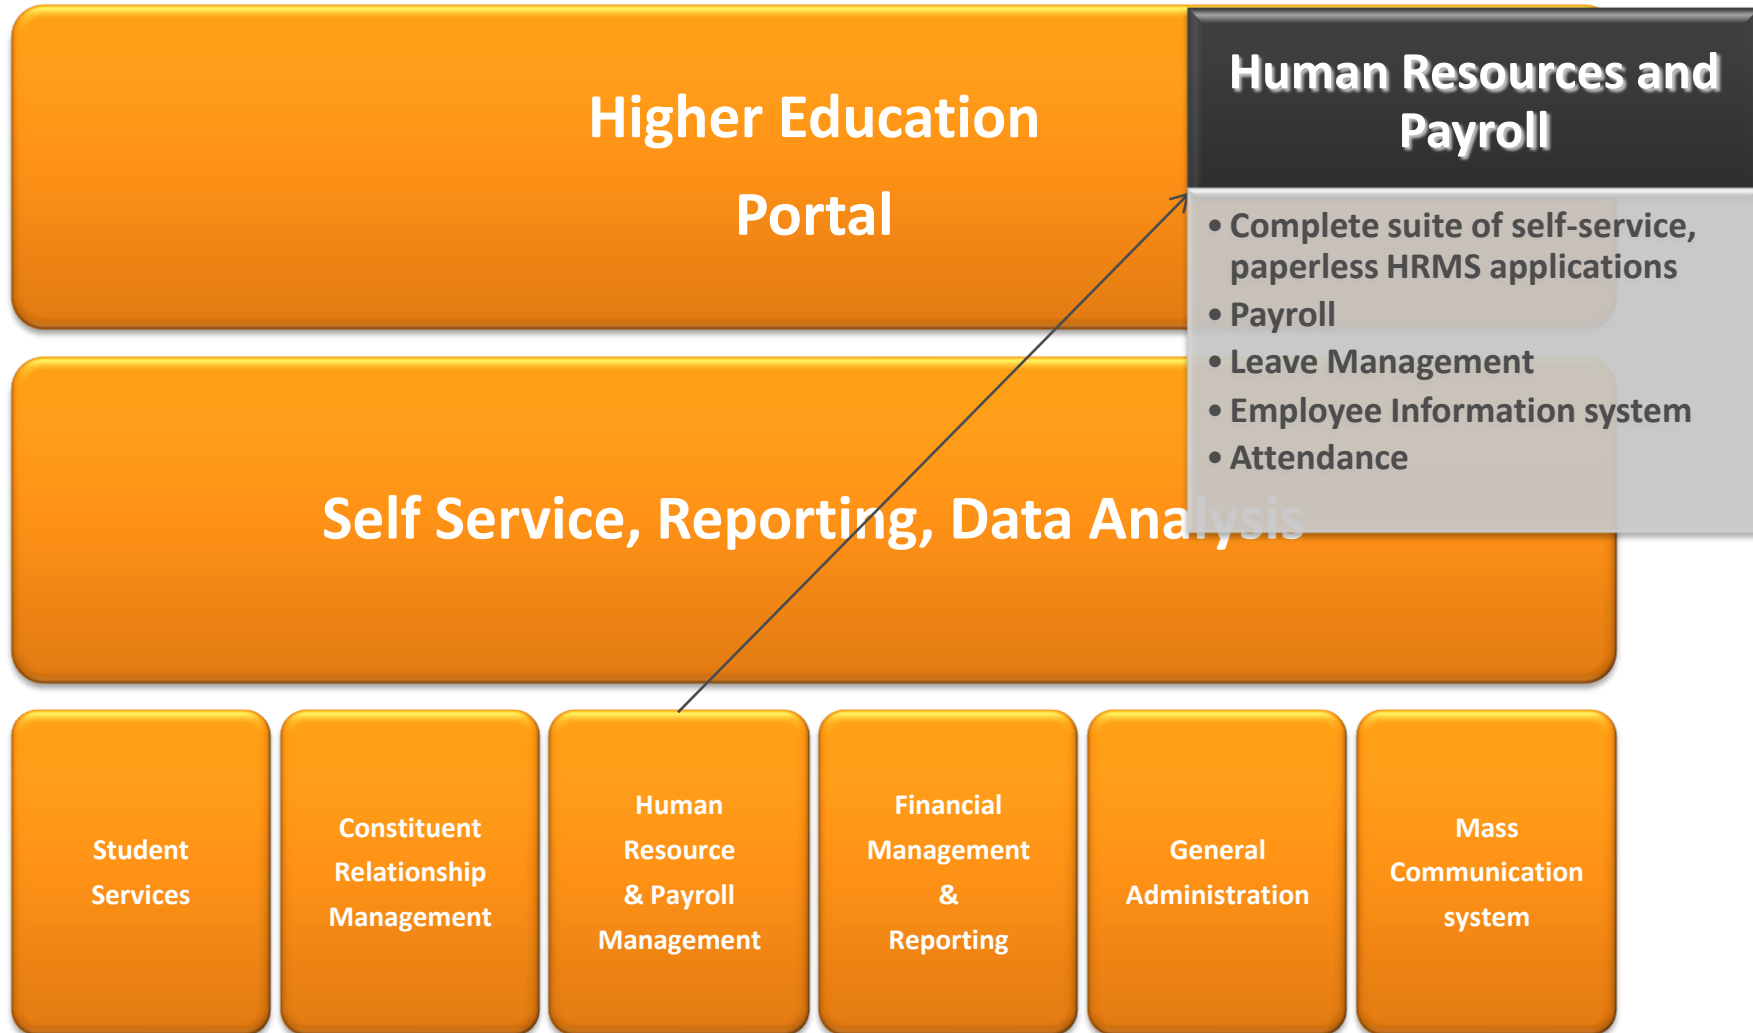 Higher Education
Portal
Human Resources and
Payroll
• Complete suite of self-service,
paperless HRMS applications
• Payroll
• Leave Management
• Employee Information system
• Attendance
Self Service, Reporting, Data Analysis
Student
Services
Constituent
Relationship
Management
Human
Resource
& Payroll
Management
Financial
Management
&
Reporting
General
Administration
Mass
Communication
system